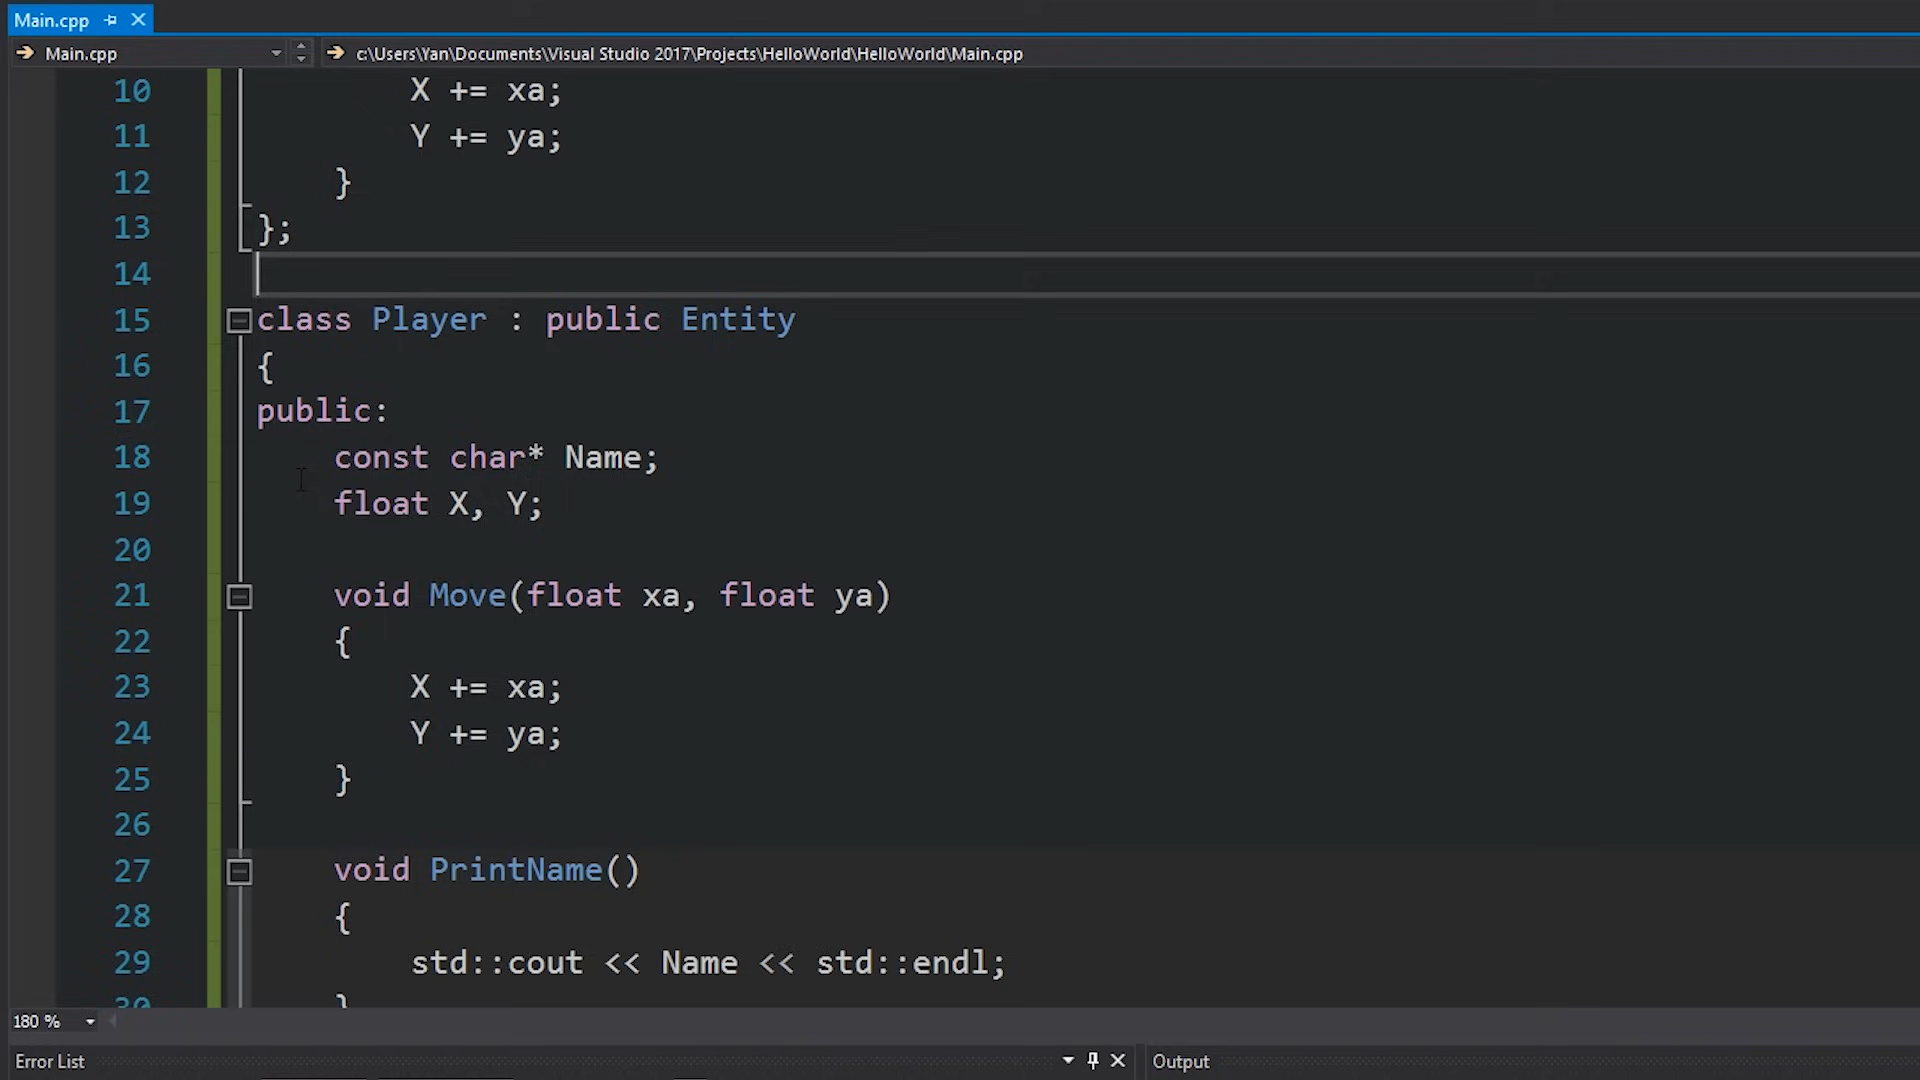 Main.cpp
Main.cpp c:\Users\Yan\Documents\Visual Studio 2017\Projects\HelloWorld\HelloWorld\Main.cpp
10 X += xa;
11 Y += ya;
12 }
13 };
14
15 class Player : public Entity
16 {
17 public:
18 const char* Name;
19 float X, Y;
20
21 void Move(float xa, float ya)
22 {
23 X += xa;
24 Y += ya;
25 }
26
27 void PrintName()
28 {
29 std::cout << Name << std::endl;
30 }
180 %
Error List Output